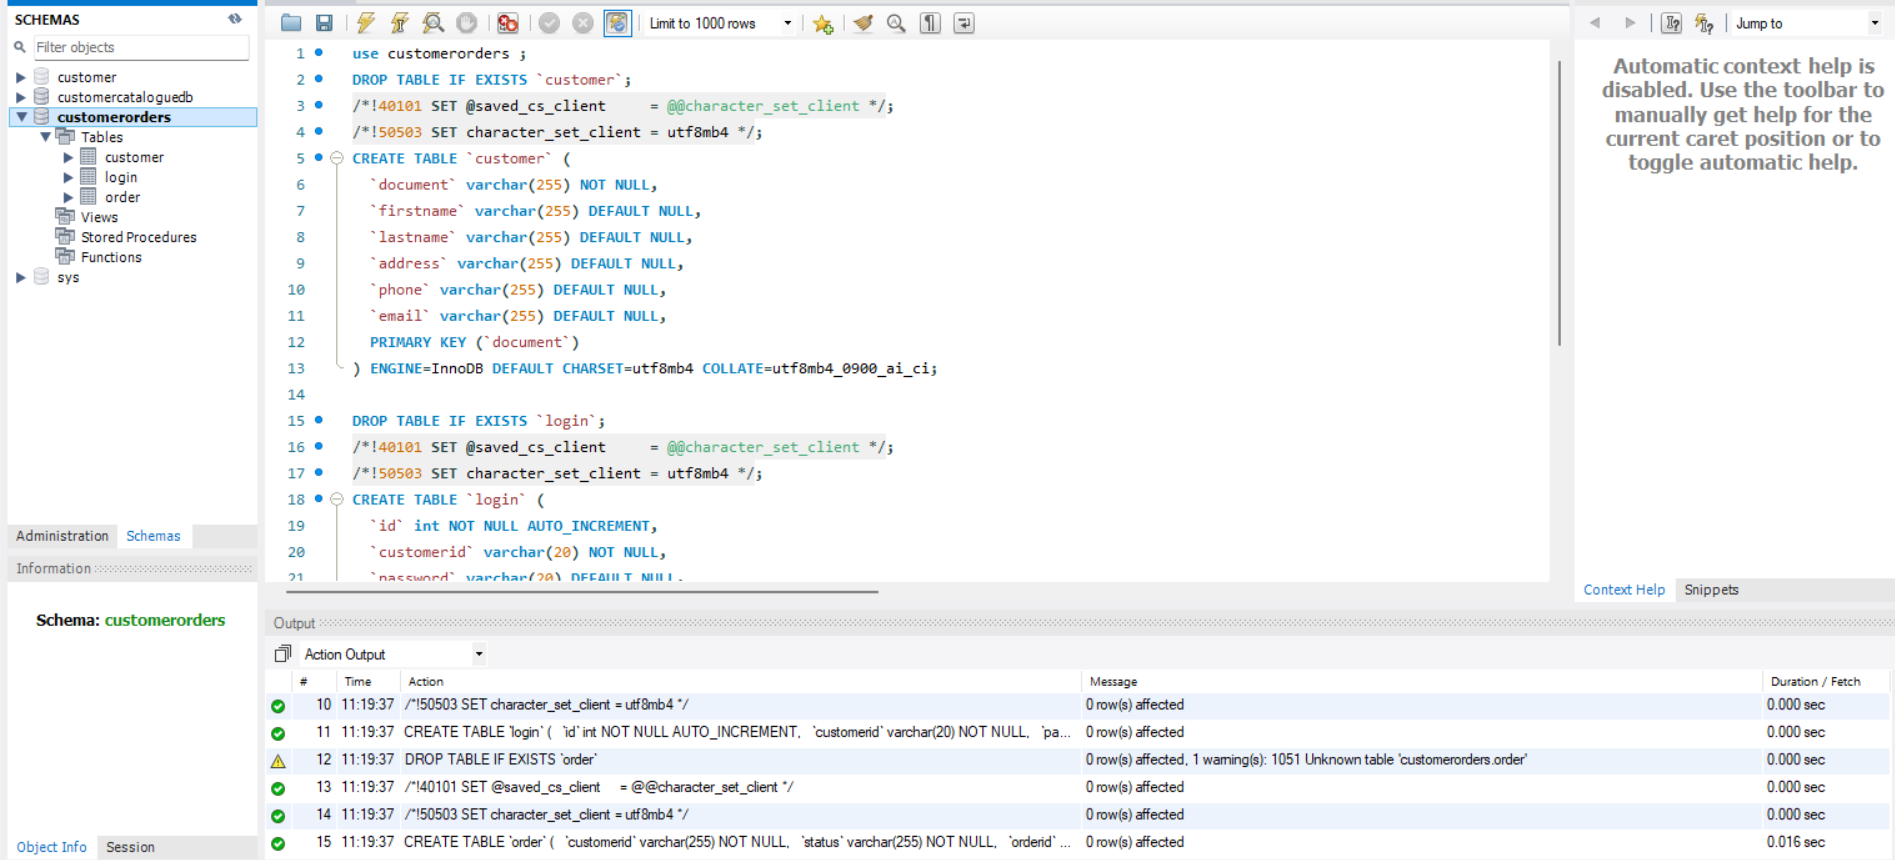 SCHEMAS
Filter objects
customer
customercataloguedb
customerorders
Tables
customer
login
order
Views
Stored Procedures
Functions
sys
Administration Schemas
Information
Schema: customerorders
Object Info Session
Limit to 1000 rows
1 use customerorders ;
2 DROP TABLE IF EXISTS `customer`;
3 /*!40101 SET @saved_cs_client     = @@character_set_client */;
4 /*!50503 SET character_set_client = utf8mb4 */;
5 CREATE TABLE `customer` (
6   `document` varchar(255) NOT NULL,
7   `firstname` varchar(255) DEFAULT NULL,
8   `lastname` varchar(255) DEFAULT NULL,
9   `address` varchar(255) DEFAULT NULL,
10   `phone` varchar(255) DEFAULT NULL,
11   `email` varchar(255) DEFAULT NULL,
12   PRIMARY KEY (`document`)
13 ) ENGINE=InnoDB DEFAULT CHARSET=utf8mb4 COLLATE=utf8mb4_0900_ai_ci;
14
15 DROP TABLE IF EXISTS `login`;
16 /*!40101 SET @saved_cs_client     = @@character_set_client */;
17 /*!50503 SET character_set_client = utf8mb4 */;
18 CREATE TABLE `login` (
19   `id` int NOT NULL AUTO_INCREMENT,
20   `customerid` varchar(20) NOT NULL,
21   `password` varchar(20) DEFAULT NULL,
Jump to
Automatic context help is
disabled. Use the toolbar to
manually get help for the
current caret position or to
toggle automatic help.
Context Help Snippets
Output
Action Output
# Time Action Message Duration / Fetch
10 11:19:37 /*!50503 SET character_set_client = utf8mb4 */ 0 row(s) affected 0.000 sec
11 11:19:37 CREATE TABLE `login` (   `id` int NOT NULL AUTO_INCREMENT,   `customerid` varchar(20) NOT NULL,   `pa... 0 row(s) affected 0.000 sec
12 11:19:37 DROP TABLE IF EXISTS `order` 0 row(s) affected, 1 warning(s): 1051 Unknown table 'customerorders.order' 0.000 sec
13 11:19:37 /*!40101 SET @saved_cs_client     = @@character_set_client */ 0 row(s) affected 0.000 sec
14 11:19:37 /*!50503 SET character_set_client = utf8mb4 */ 0 row(s) affected 0.000 sec
15 11:19:37 CREATE TABLE `order` (   `customerid` varchar(255) NOT NULL,   `status` varchar(255) NOT NULL,   `orderid` ... 0 row(s) affected 0.016 sec